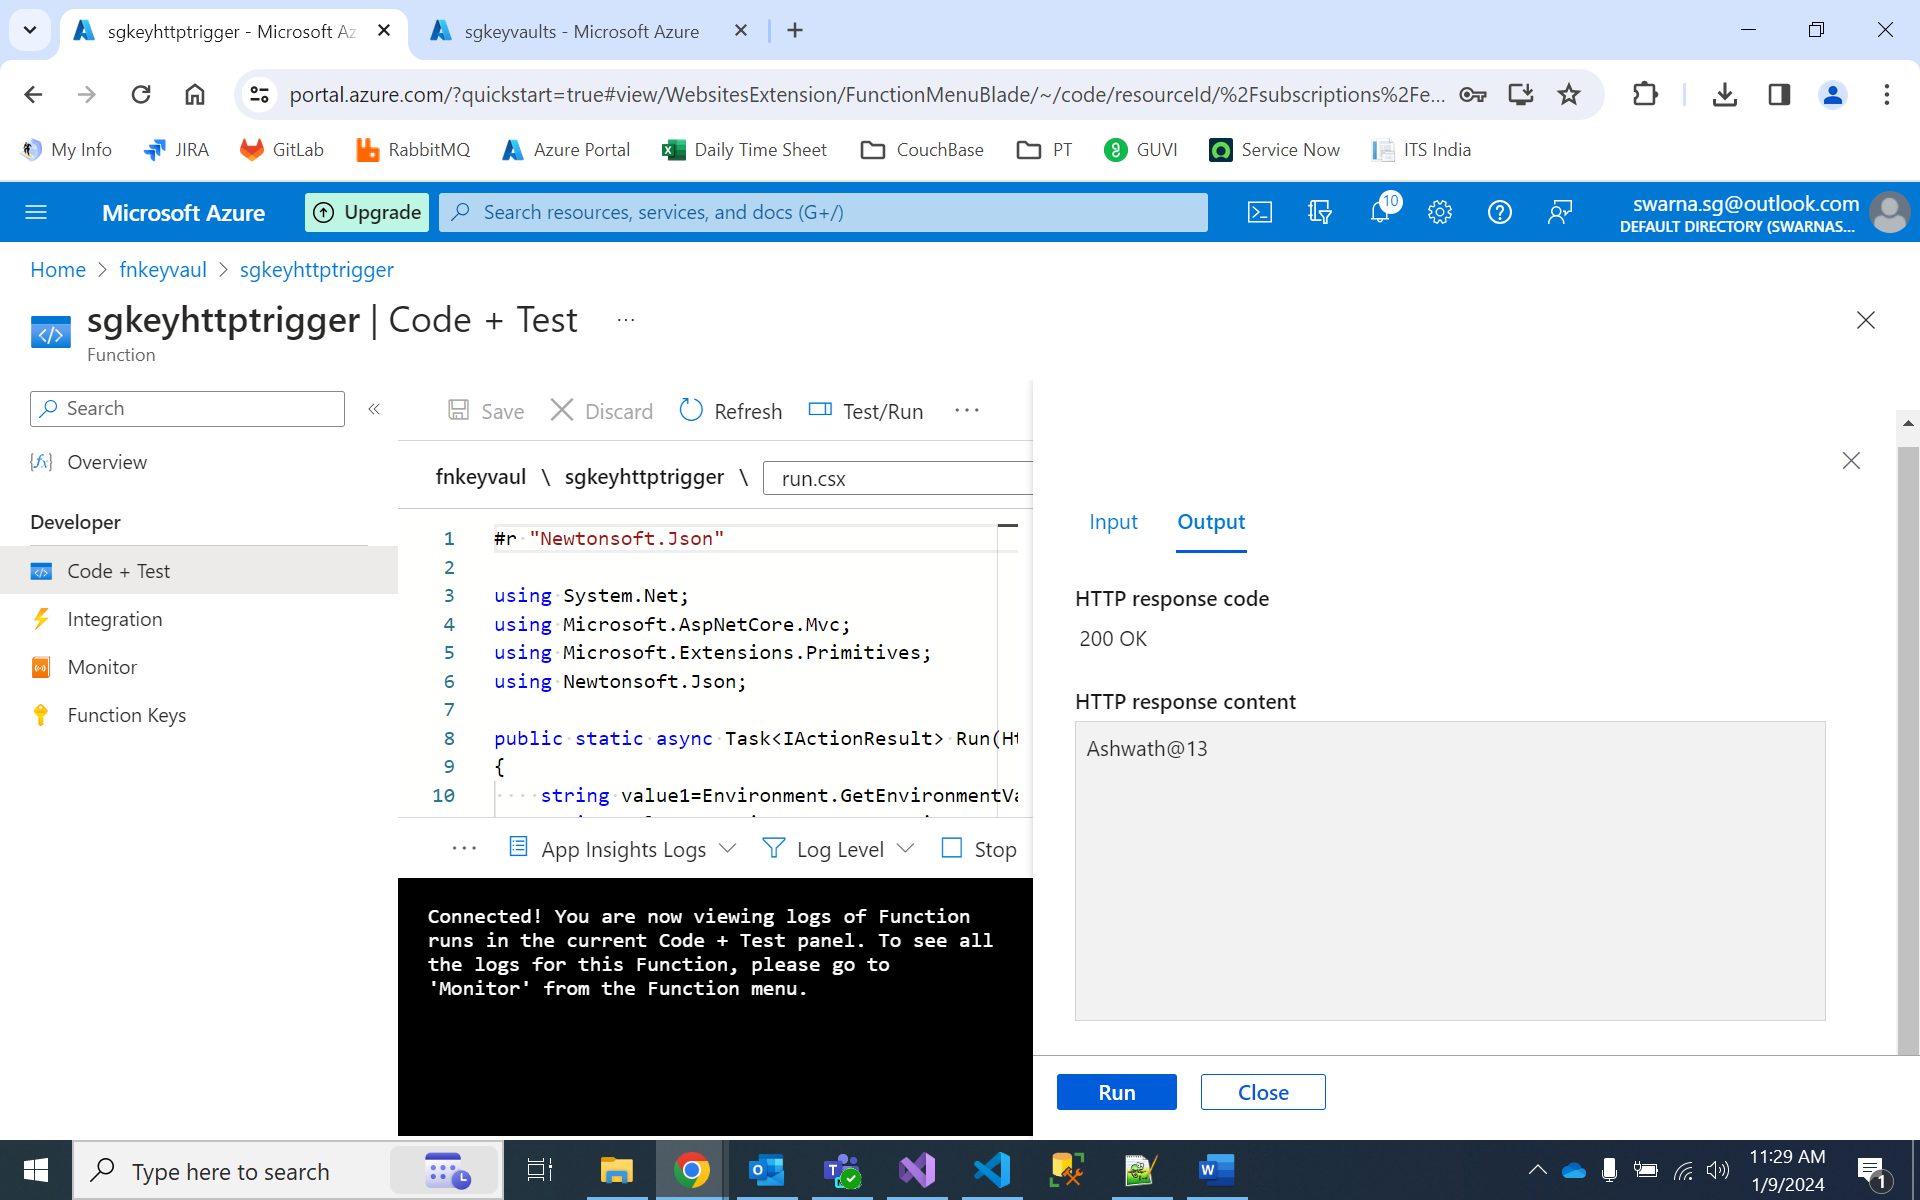 sgkeyhttptrigger - Microsoft Az
sgkeyvaults - Microsoft Azure
portal.azure.com/?quickstart=true#view/WebsitesExtension/FunctionMenuBlade/~/code/resourceId/%2Fsubscriptions%2Fe...
My Info
JIRA
GitLab
RabbitMQ
Azure Portal
Daily Time Sheet
CouchBase
PT
GUVI
Service Now
ITS India
Microsoft Azure
Upgrade
Search resources, services, and docs (G+/)
10
swarna.sg@outlook.com
DEFAULT DIRECTORY (SWARNAS...
Home > fnkeyvaul > sgkeyhttptrigger
sgkeyhttptrigger | Code + Test ...
Function
Search
Overview
Developer
Code + Test
Integration
Monitor
Function Keys
Save
Discard
Refresh
Test/Run
...
fnkeyvaul \ sgkeyhttptrigger \ run.csx
1 #r "Newtonsoft.Json"
2
3 using System.Net;
4 using Microsoft.AspNetCore.Mvc;
5 using Microsoft.Extensions.Primitives;
6 using Newtonsoft.Json;
7
8 public static async Task<IActionResult> Run(Ht
9 {
10 string value1=Environment.GetEnvironmentVa
... App Insights Logs
Log Level
Stop
Connected! You are now viewing logs of Function
runs in the current Code + Test panel. To see all
the logs for this Function, please go to
'Monitor' from the Function menu.
Input
Output
HTTP response code
200 OK
HTTP response content
Ashwath@13
Run
Close
Type here to search
11:29 AM
1/9/2024
1